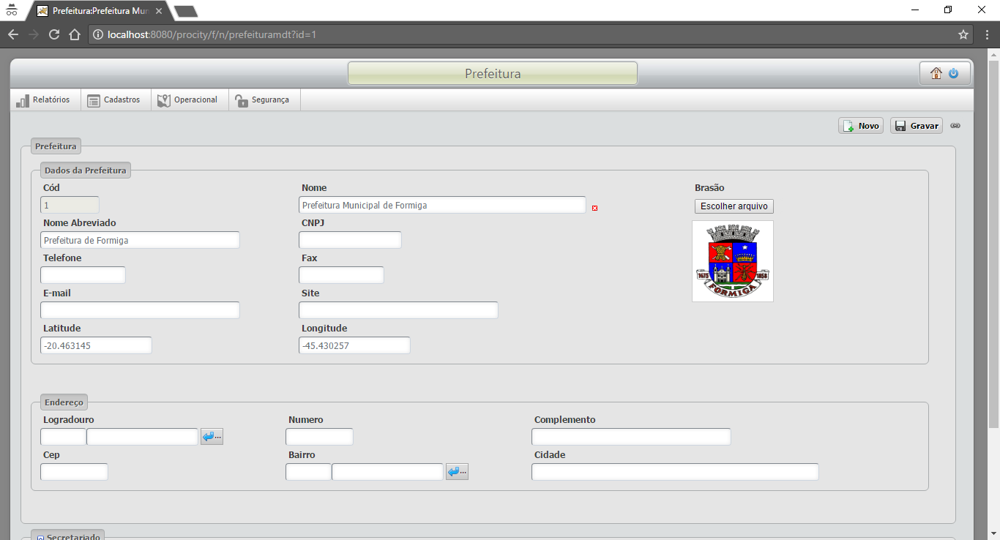 Prefeitura:Prefeitura Mun
localhost:8080/procity/f/n/prefeituramdt?id=1
Prefeitura
Relatórios Cadastros Operacional Segurança
Novo Gravar
Prefeitura
Dados da Prefeitura
Cód Nome Brasão
1 Prefeitura Municipal de Formiga Escolher arquivo
Nome Abreviado CNPJ
Prefeitura de Formiga
Telefone Fax
1675 1858
FORMIGA
E-mail Site
Latitude Longitude
-20.463145 -45.430257
Endereço
Logradouro Numero Complemento
...
Cep Bairro Cidade
...
Secretariado